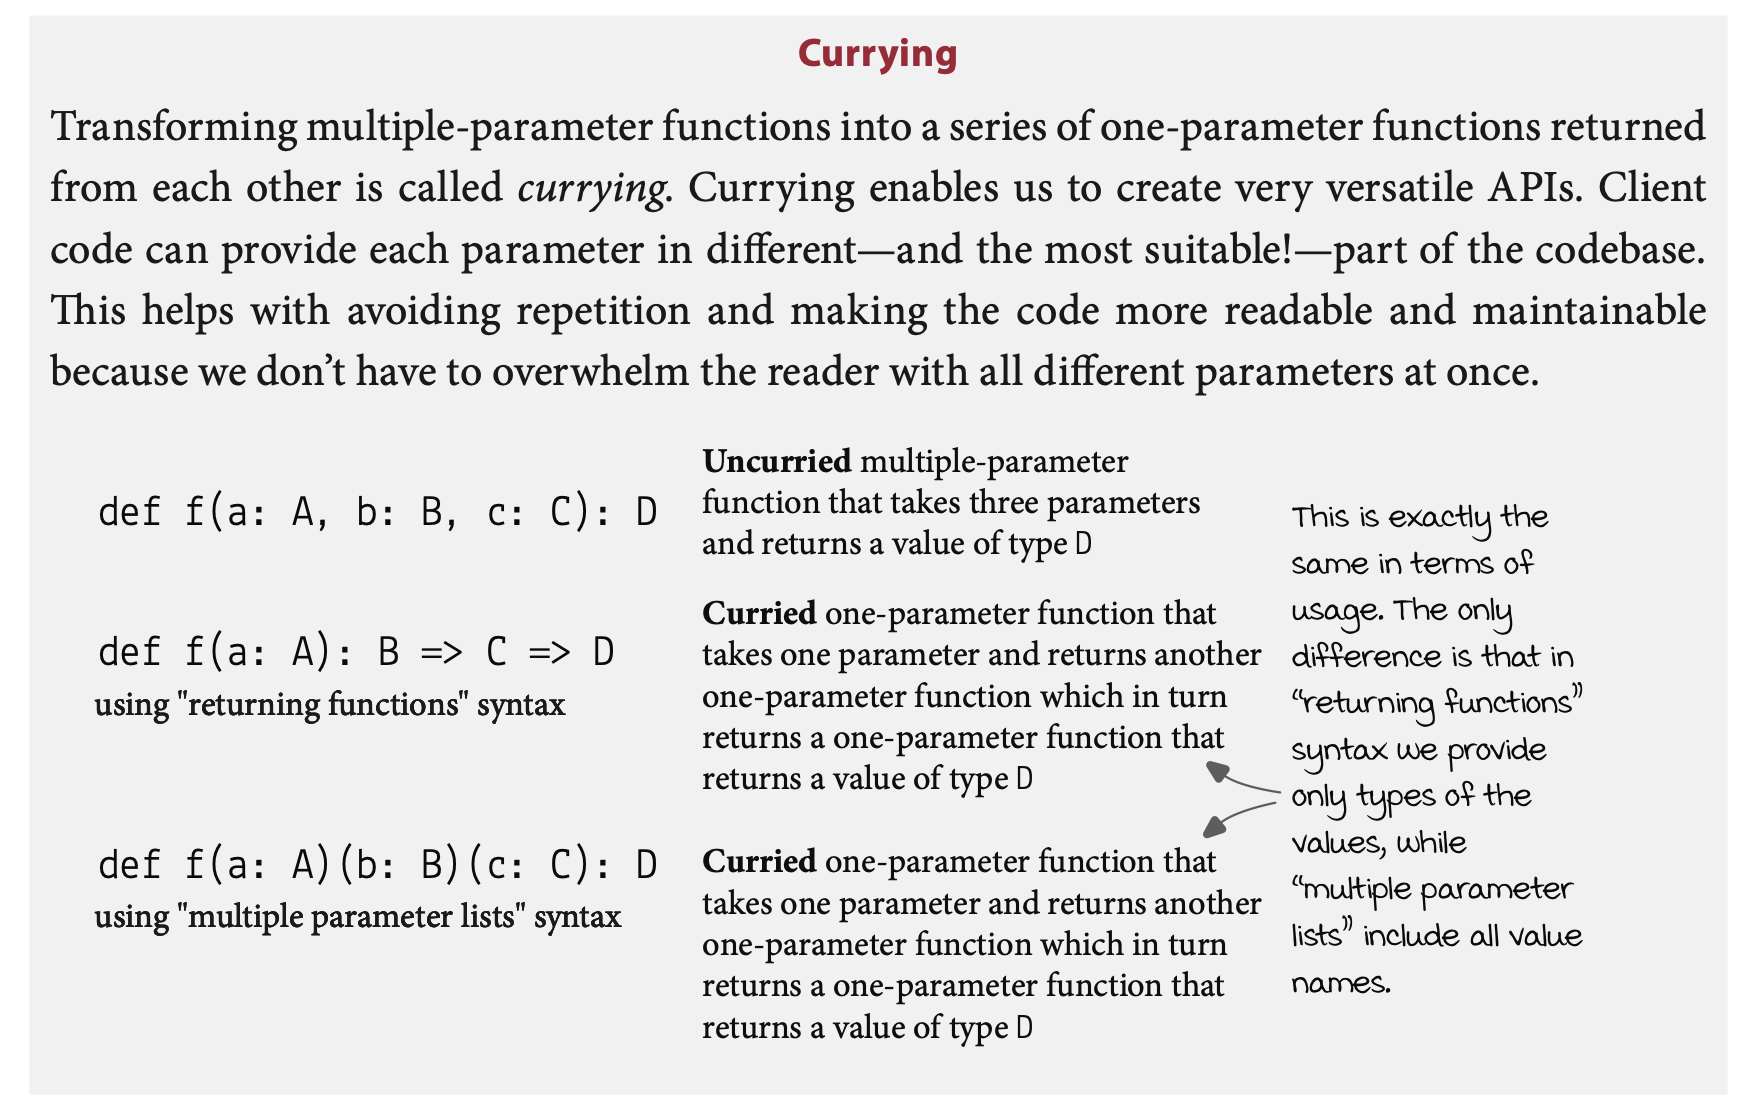 Currying
Transforming multiple-parameter functions into a series of one-parameter functions returned
from each other is called currying. Currying enables us to create very versatile APIs. Client
code can provide each parameter in different—and the most suitable!—part of the codebase.
This helps with avoiding repetition and making the code more readable and maintainable
because we don’t have to overwhelm the reader with all different parameters at once.
def f(a: A, b: B, c: C): D
Uncurried multiple-parameter
function that takes three parameters
and returns a value of type D
def f(a: A): B => C => D
using "returning functions" syntax
Curried one-parameter function that
takes one parameter and returns another
one-parameter function which in turn
returns a one-parameter function that
returns a value of type D
def f(a: A)(b: B)(c: C): D
using "multiple parameter lists" syntax
Curried one-parameter function that
takes one parameter and returns another
one-parameter function which in turn
returns a one-parameter function that
returns a value of type D
This is exactly the
same in terms of
usage. The only
difference is that in
“returning functions”
syntax we provide
only types of the
values, while
“multiple parameter
lists” include all value
names.